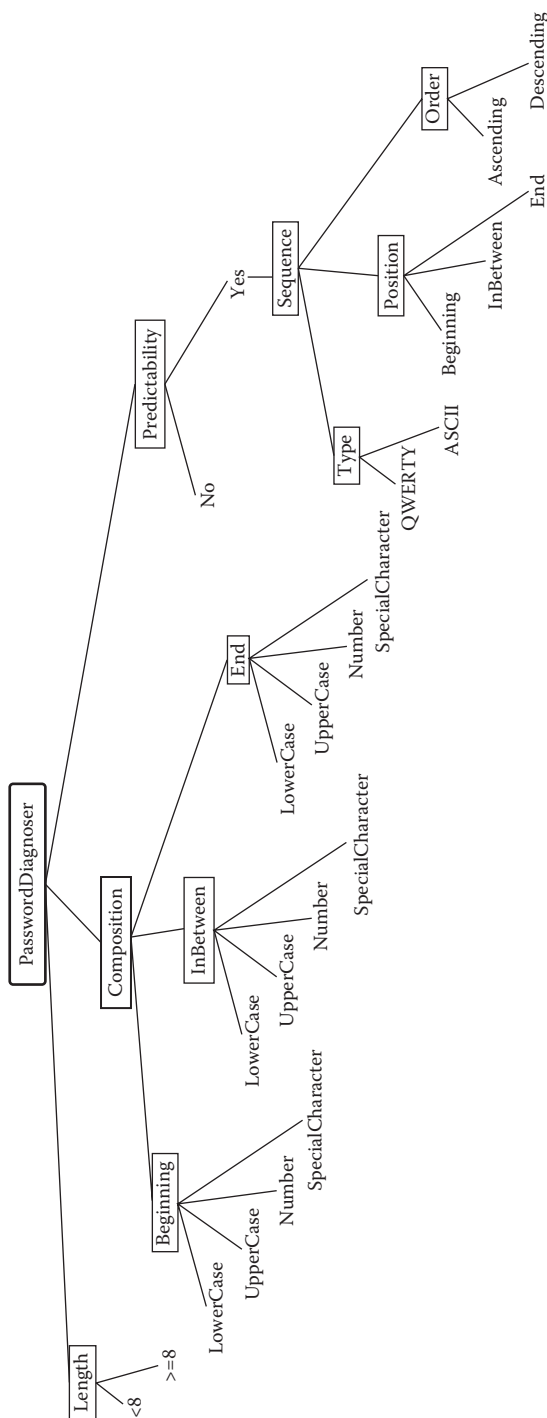 PasswordDiagnoser
Length
<8
>=8
Composition
Beginning
LowerCase
UpperCase
Number
SpecialCharacter
InBetween
LowerCase
UpperCase
Number
SpecialCharacter
End
LowerCase
UpperCase
Number
SpecialCharacter
Predictability
No
Yes
Sequence
Type
QWERTY
ASCII
Position
Beginning
InBetween
End
Order
Ascending
Descending